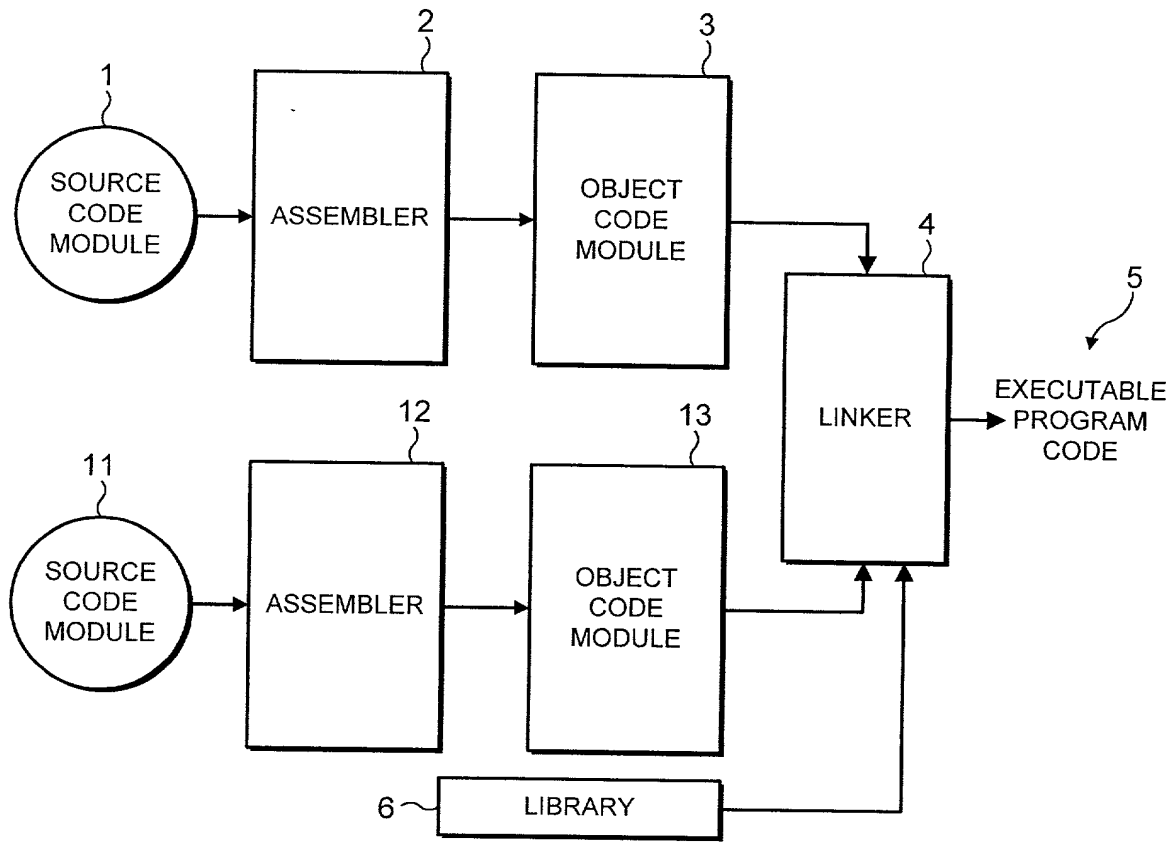 1
SOURCE
CODE
MODULE
2
ASSEMBLER
3
OBJECT
CODE
MODULE
4
LINKER
5
EXECUTABLE
PROGRAM
CODE
11
SOURCE
CODE
MODULE
12
ASSEMBLER
13
OBJECT
CODE
MODULE
6
LIBRARY